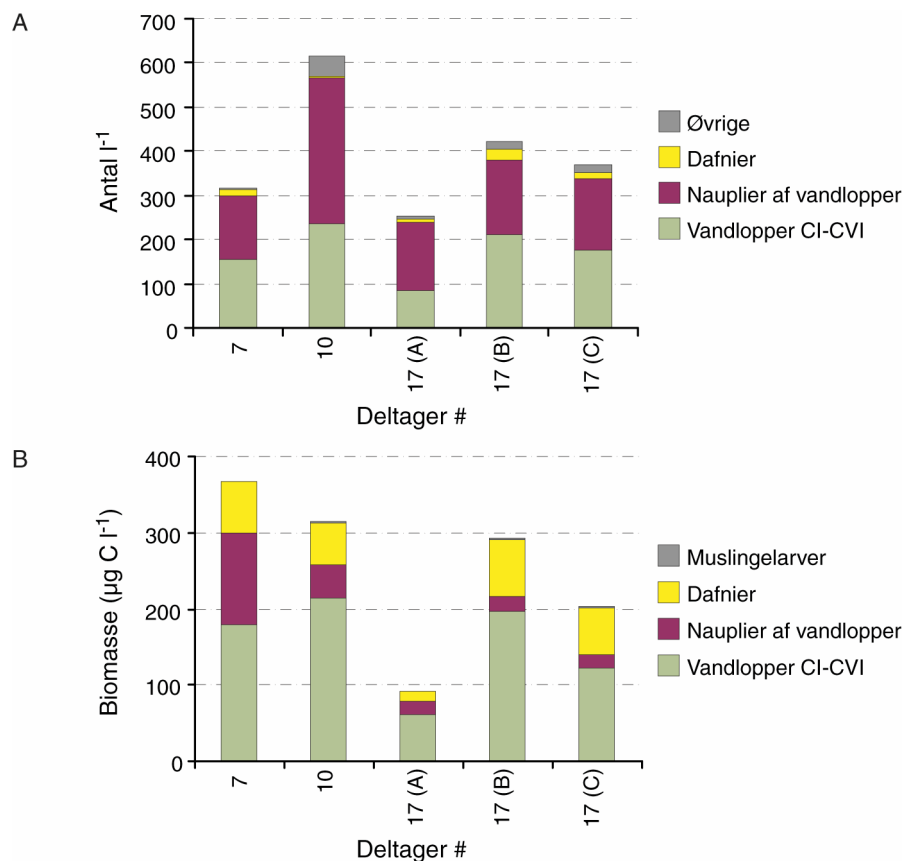 A
700
600
500
400
300
200
100
0
Antal l⁻¹
7
10
17 (A)
17 (B)
17 (C)
Deltager #
Øvrige
Dafnier
Nauplier af vandlopper
Vandlopper CI-CVI
B
400
300
200
100
0
Biomasse (µg C l⁻¹)
7
10
17 (A)
17 (B)
17 (C)
Deltager #
Muslingelarver
Dafnier
Nauplier af vandlopper
Vandlopper CI-CVI